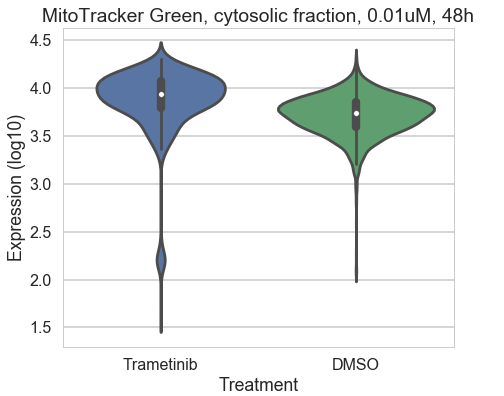 MitoTracker Green, cytosolic fraction, 0.01uM, 48h
Expression (log10)
4.5
4.0
3.5
3.0
2.5
2.0
1.5
Trametinib DMSO
Treatment